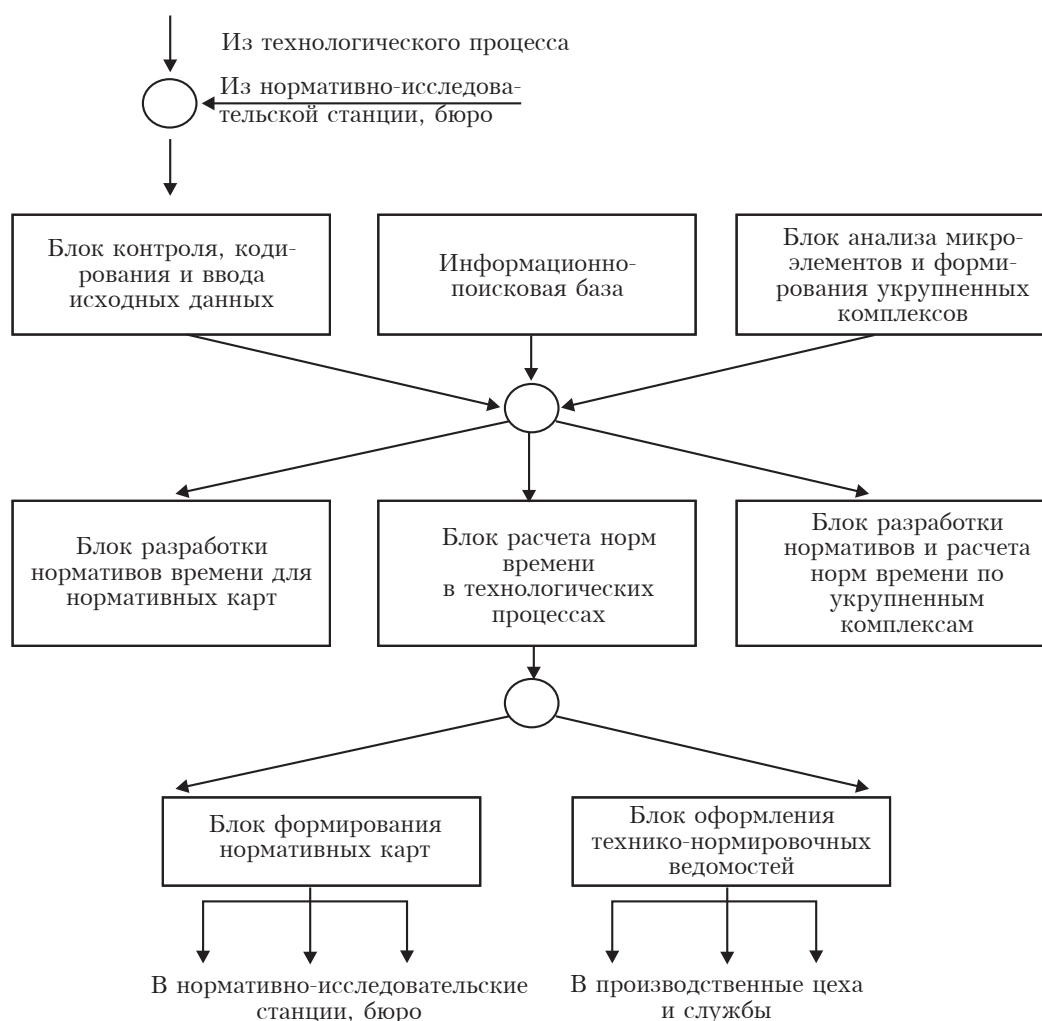 Из технологического процесса
Из нормативно-исследова-
тельской станции, бюро
Блок контроля, коди-
рования и ввода
исходных данных
Информационно-
поисковая база
Блок анализа микро-
элементов и форми-
рования укрупненных
комплексов
Блок разработки
нормативов времени для
нормативных карт
Блок расчета норм
времени
в технологических
процессах
Блок разработки
нормативов и расчета
норм времени по
укрупненным
комплексам
Блок формирования
нормативных карт
Блок оформления
технико-нормировочных
ведомостей
В нормативно-исследовательские
станции, бюро
В производственные цеха
и службы